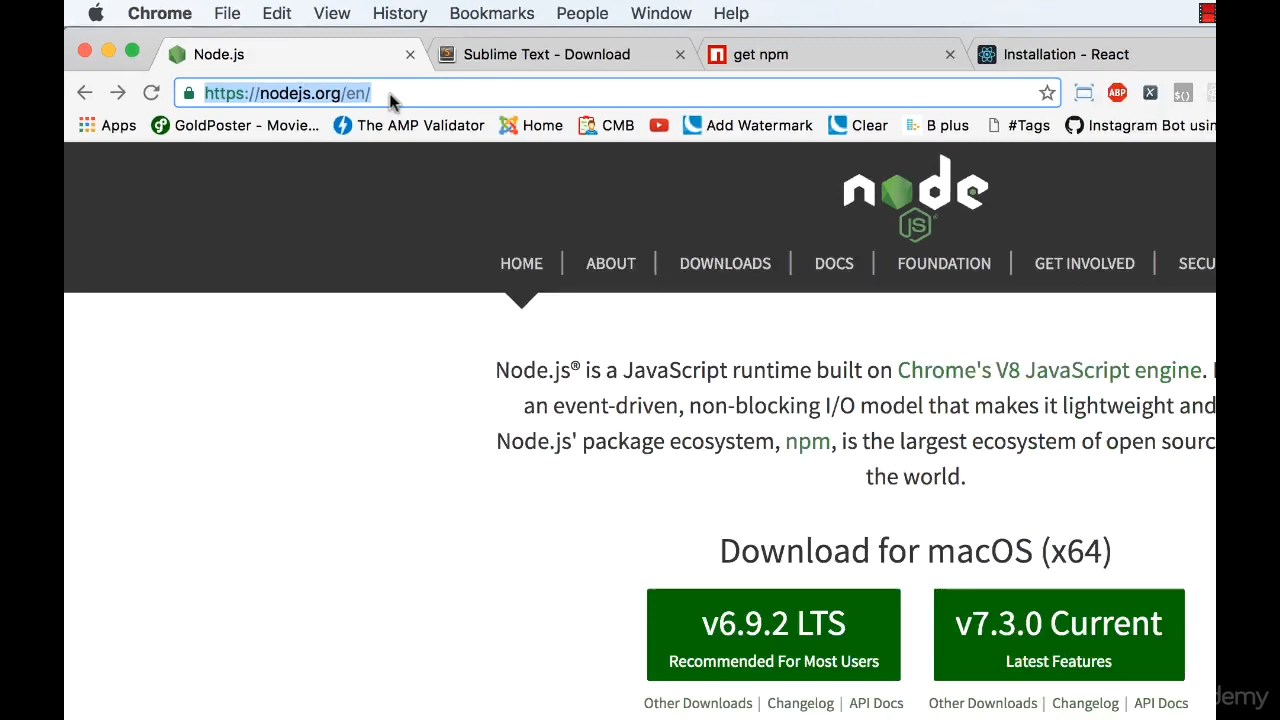 Chrome File Edit View History Bookmarks People Window Help
Node.js Sublime Text - Download get npm Installation - React
https://nodejs.org/en/ ABP X {;}
Apps GoldPoster - Movie... The AMP Validator Home CMB Add Watermark Clear B plus #Tags Instagram Bot usin
node
JS
HOME ABOUT DOWNLOADS DOCS FOUNDATION GET INVOLVED SECU
Node.js® is a JavaScript runtime built on Chrome's V8 JavaScript engine.
an event-driven, non-blocking I/O model that makes it lightweight and
Node.js' package ecosystem, npm, is the largest ecosystem of open sourc
the world.
Download for macOS (x64)
v6.9.2 LTS v7.3.0 Current
Recommended For Most Users Latest Features
Other Downloads | Changelog | API Docs Other Downloads | Changelog | API Docs
demy